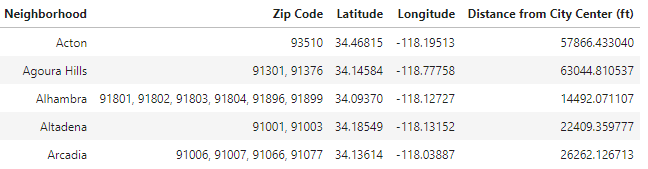 Neighborhood Zip Code Latitude Longitude Distance from City Center (ft)
Acton 93510 34.46815 -118.19513 57866.433040
Agoura Hills 91301, 91376 34.14584 -118.77758 63044.810537
Alhambra 91801, 91802, 91803, 91804, 91896, 91899 34.09370 -118.12727 14492.071107
Altadena 91001, 91003 34.18549 -118.13152 22409.359777
Arcadia 91006, 91007, 91066, 91077 34.13614 -118.03887 26262.126713